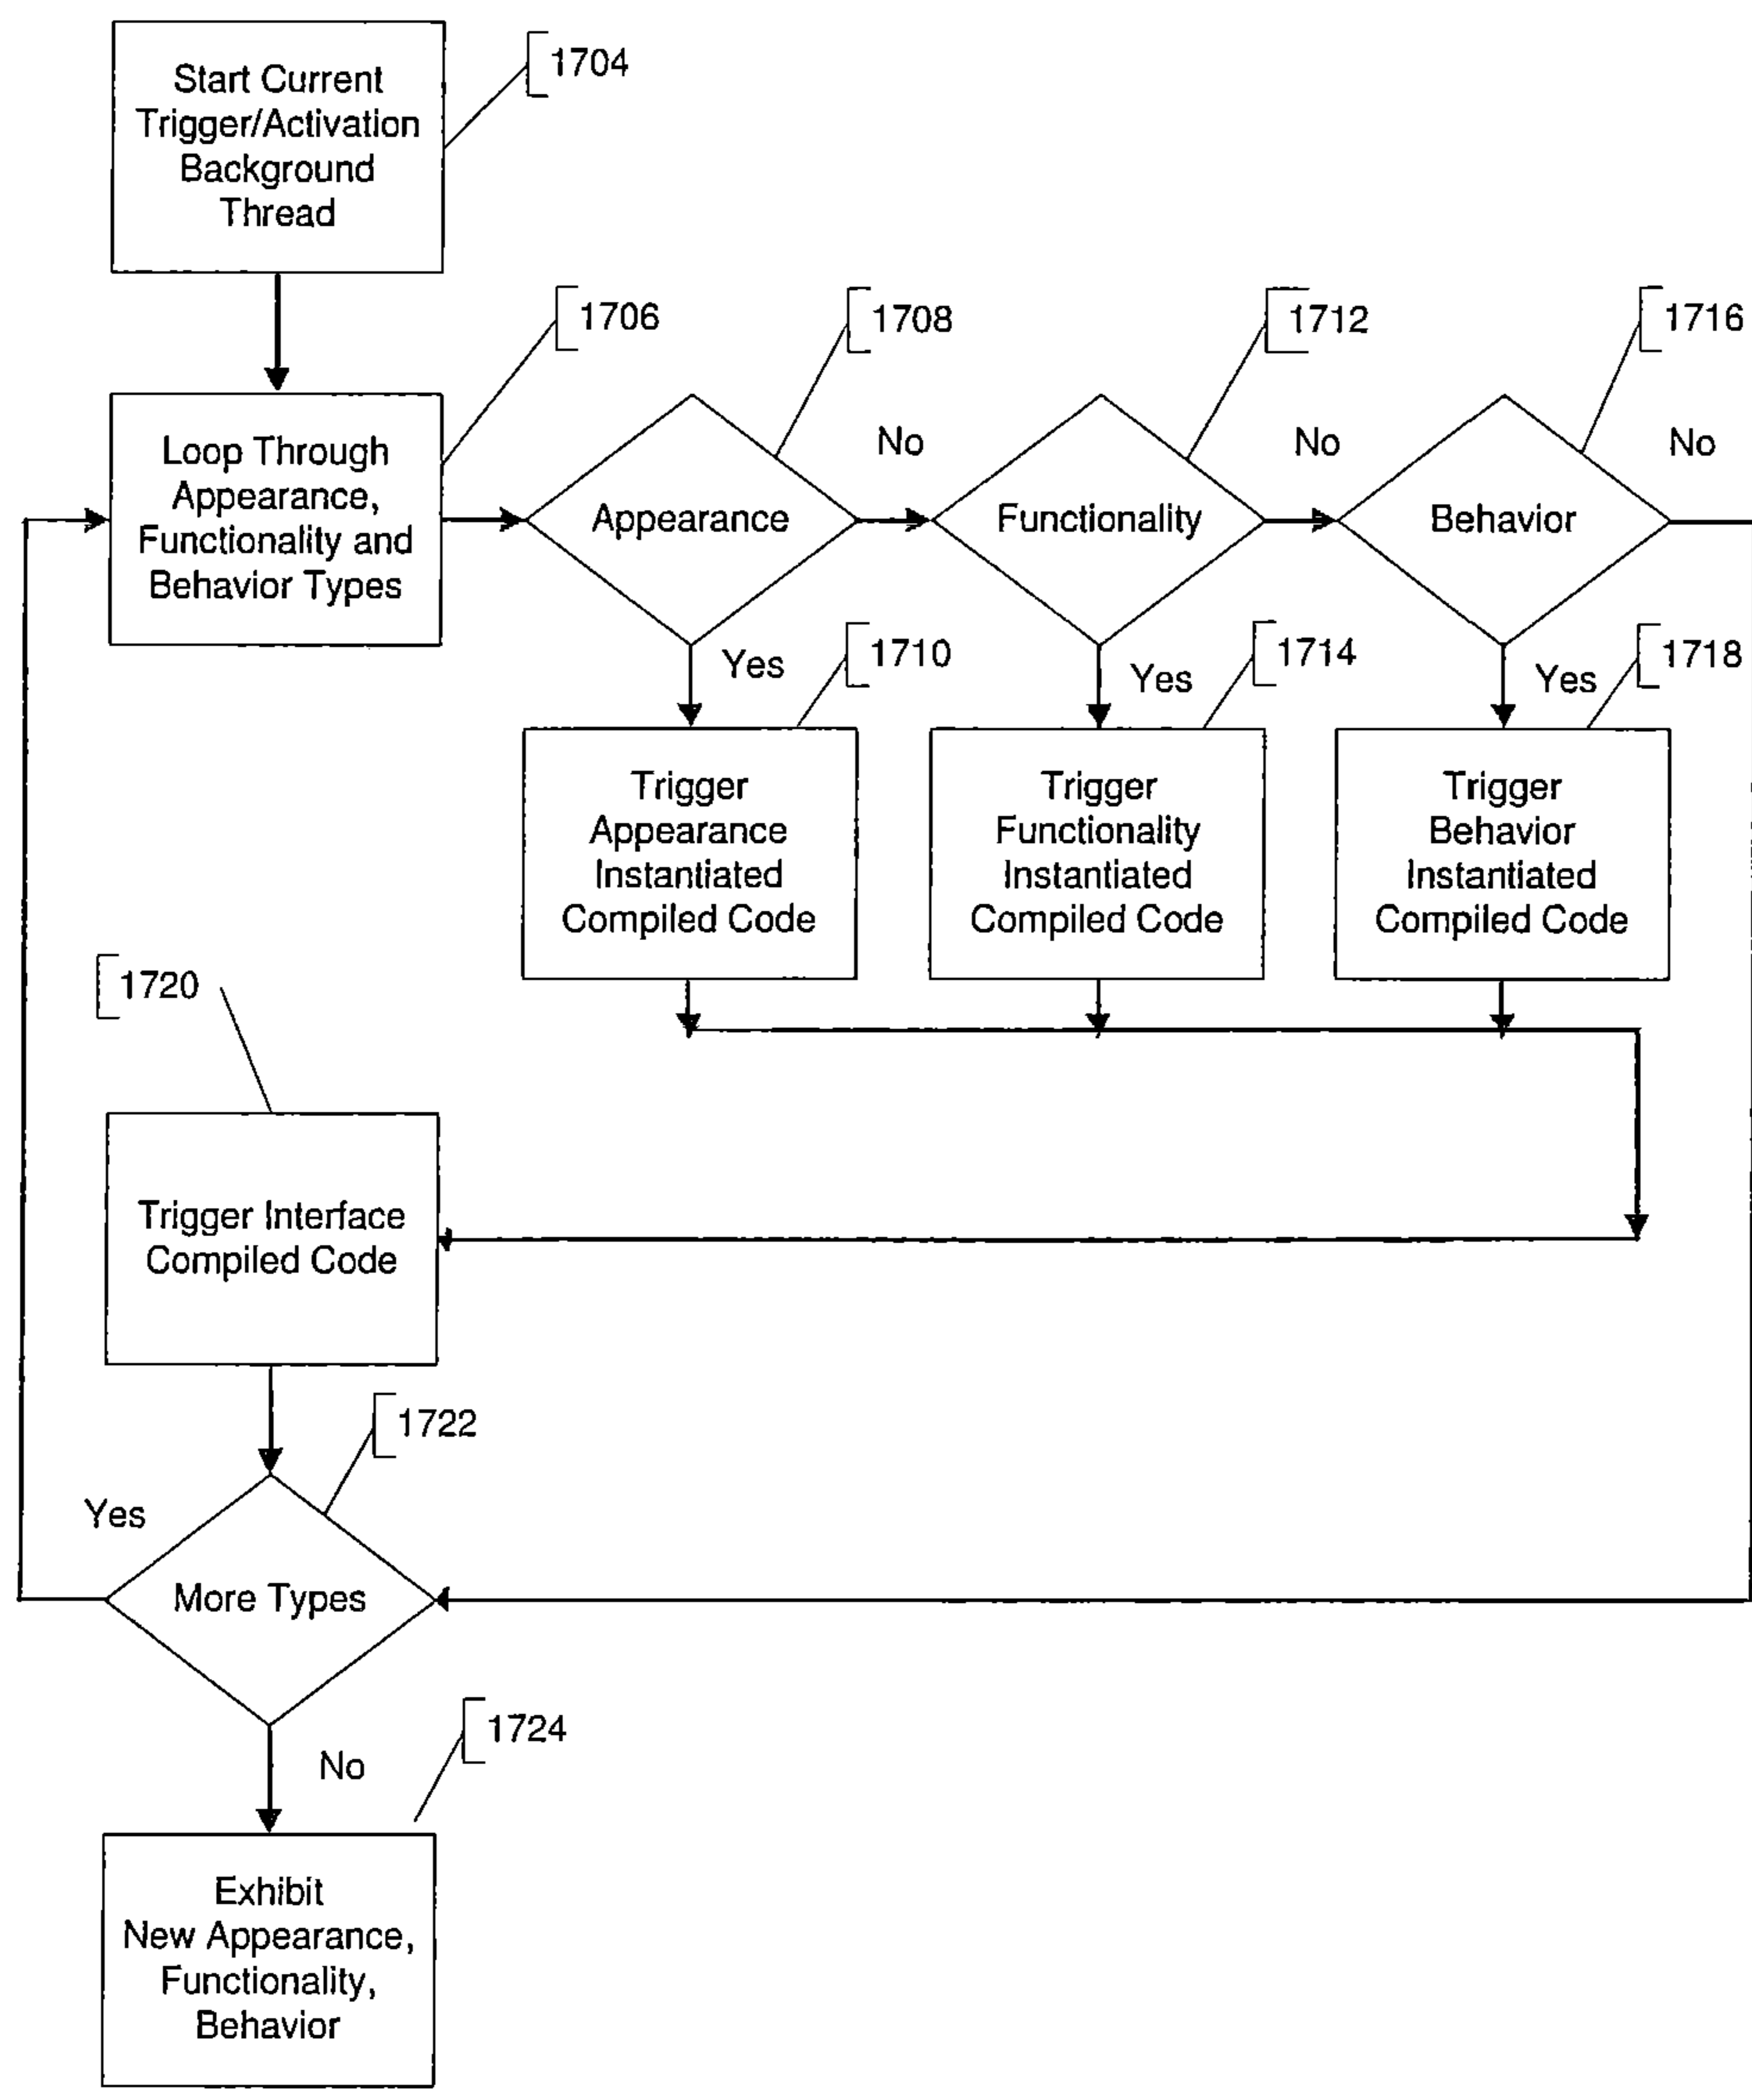 Start Current
Trigger/Activation
Background
Thread
1704
1706
1708
1712
1716
Loop Through
Appearance,
Functionality and
Behavior Types
Appearance
No
Functionality
No
Behavior
No
Yes
1710
Yes
1714
Yes
1718
Trigger
Appearance
Instantiated
Compiled Code
Trigger
Functionality
Instantiated
Compiled Code
Trigger
Behavior
Instantiated
Compiled Code
1720
Trigger Interface
Compiled Code
1722
Yes
More Types
1724
No
Exhibit
New Appearance,
Functionality,
Behavior